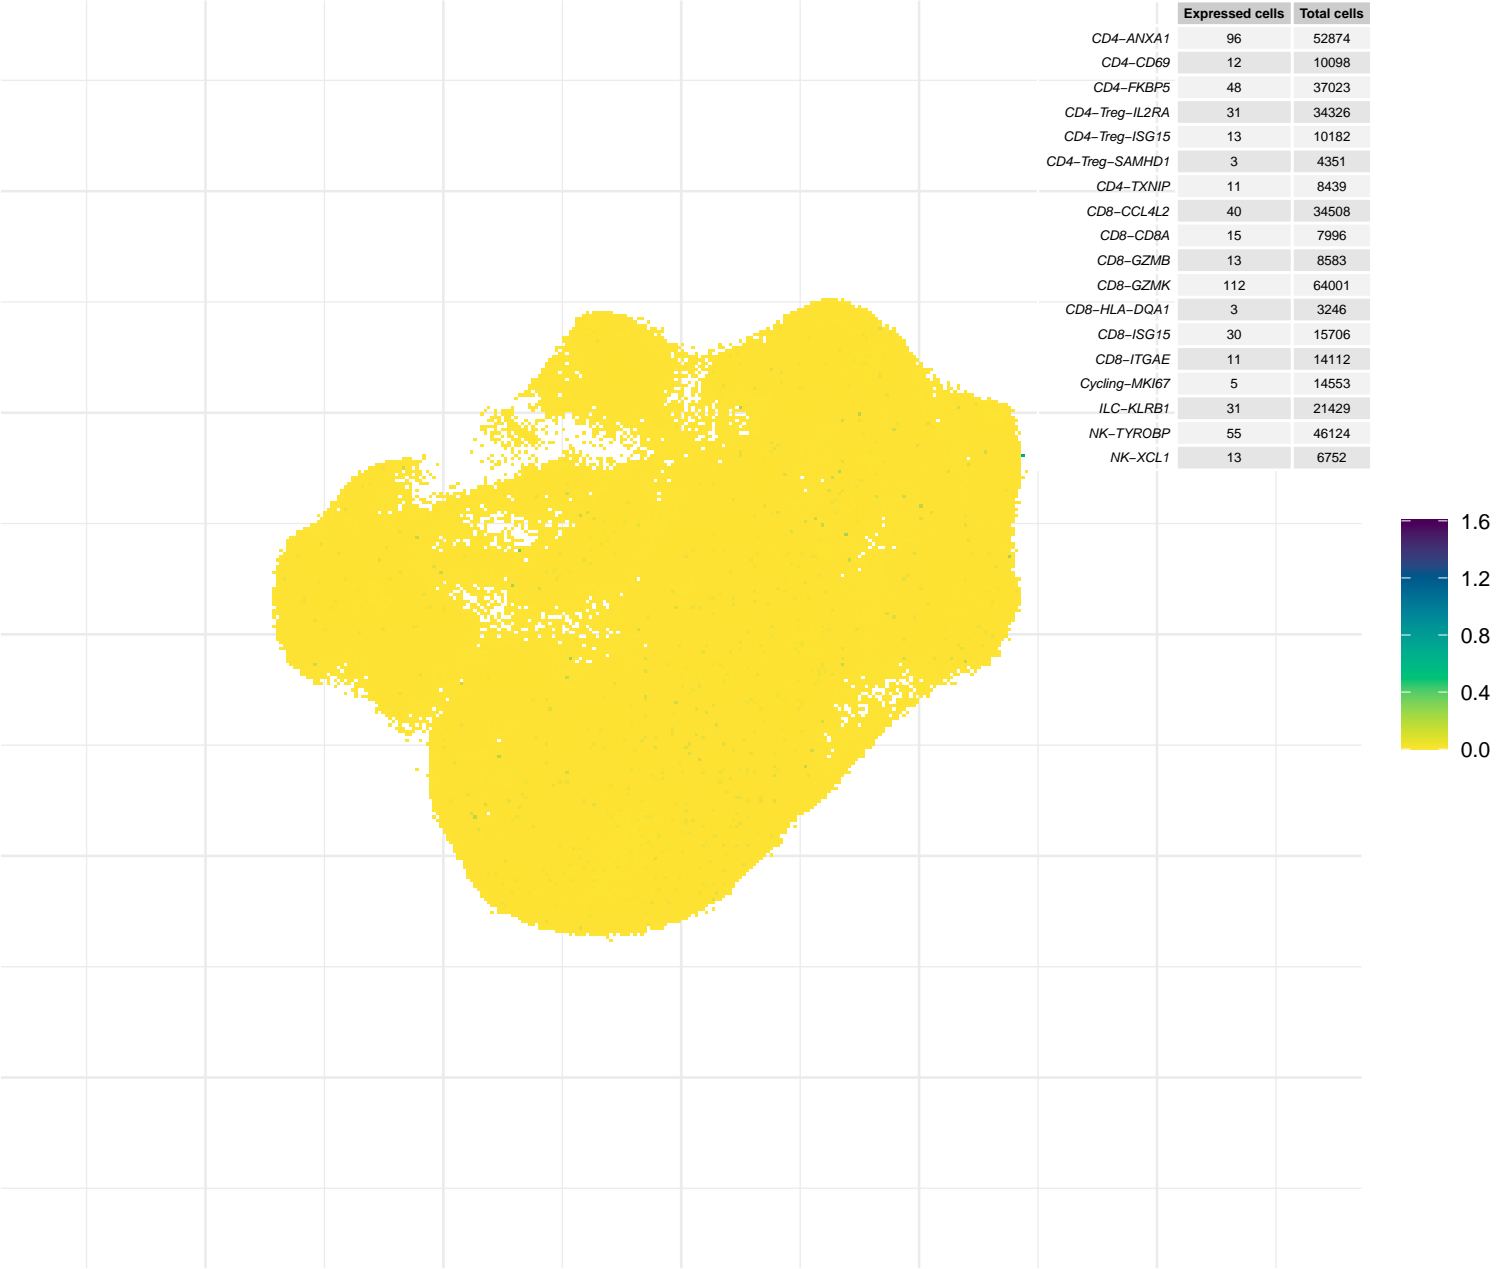 Expressed cells Total cells
CD4−ANXA1 96 52874
CD4−CD69 12 10098
CD4−FKBP5 48 37023
CD4−Treg−IL2RA 31 34326
CD4−Treg−ISG15 13 10182
CD4−Treg−SAMHD1 3 4351
CD4−TXNIP 11 8439
CD8−CCL4L2 40 34508
CD8−CD8A 15 7996
CD8−GZMB 13 8583
CD8−GZMK 112 64001
CD8−HLA−DQA1 3 3246
CD8−ISG15 30 15706
CD8−ITGAE 11 14112
Cycling−MKI67 5 14553
ILC−KLRB1 31 21429
NK−TYROBP 55 46124
NK−XCL1 13 6752
1.6
1.2
0.8
0.4
0.0